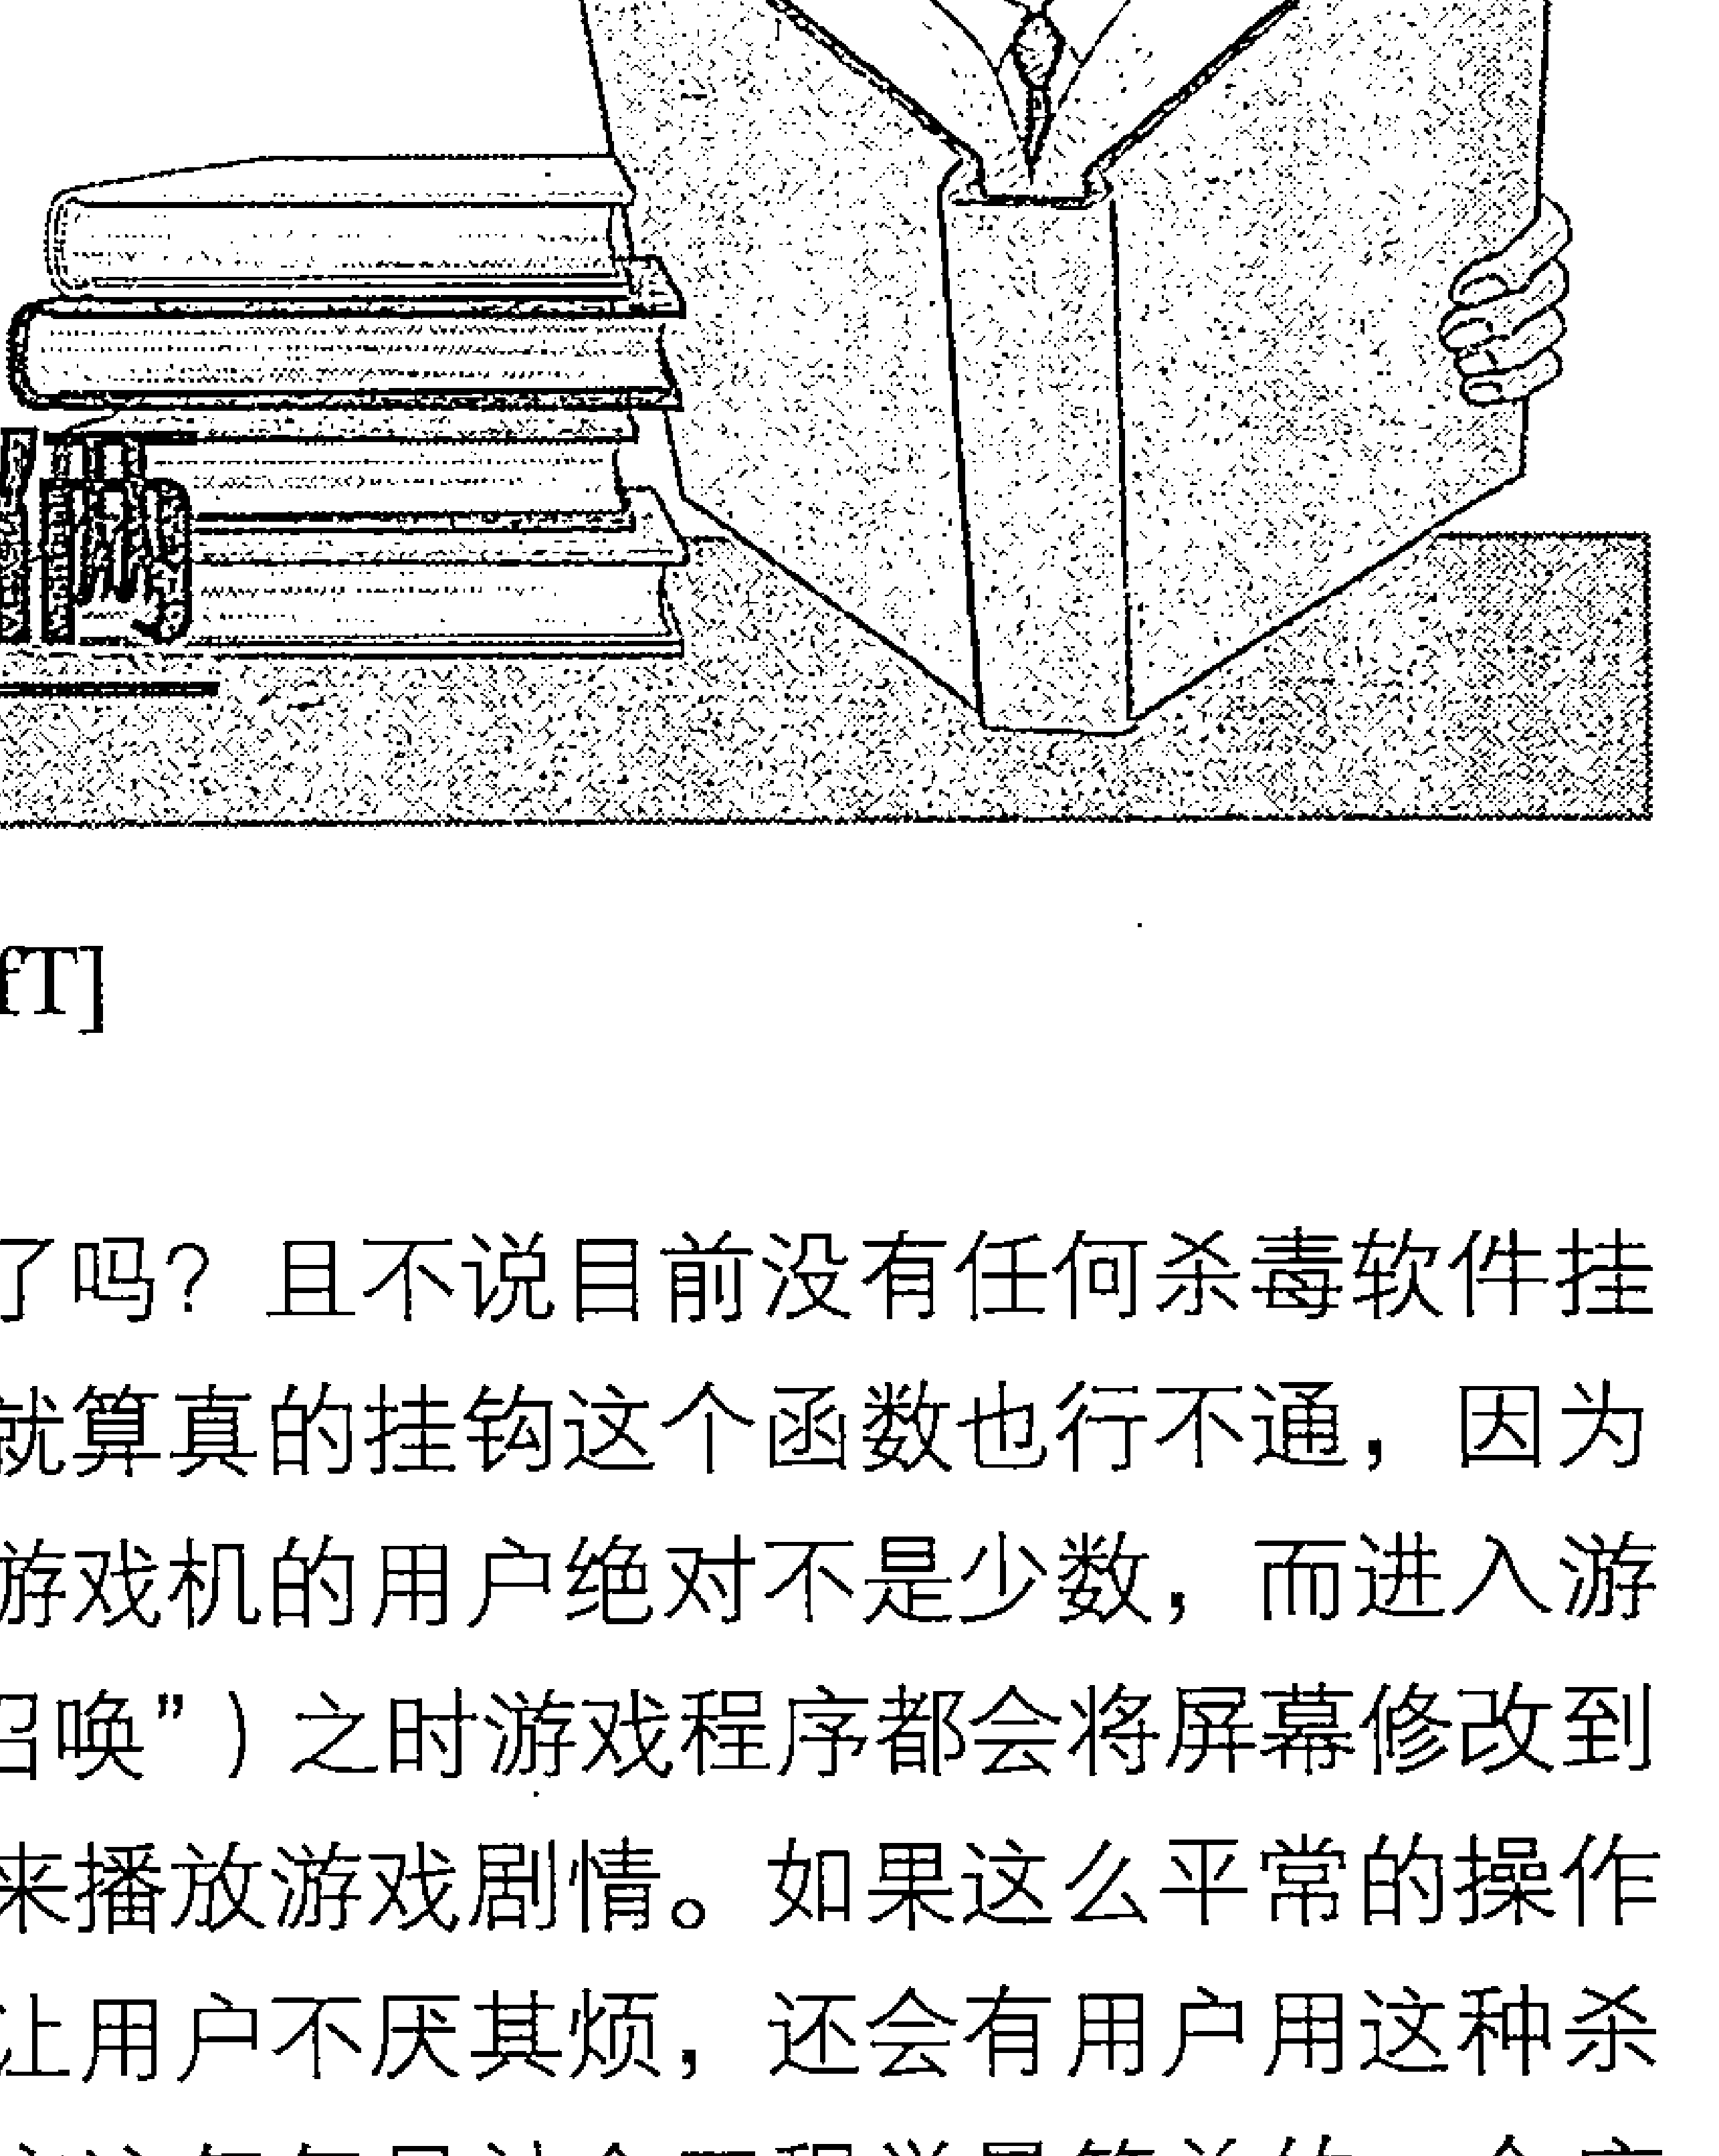 fT]
了吗？且不说目前没有任何杀毒软件挂
就算真的挂钩这个函数也行不通，因为
游戏机的用户绝对不是少数，而进入游
召唤”）之时游戏程序都会将屏幕修改到
来播放游戏剧情。如果这么平常的操作
让用户不厌其烦，还会有用户用这种杀